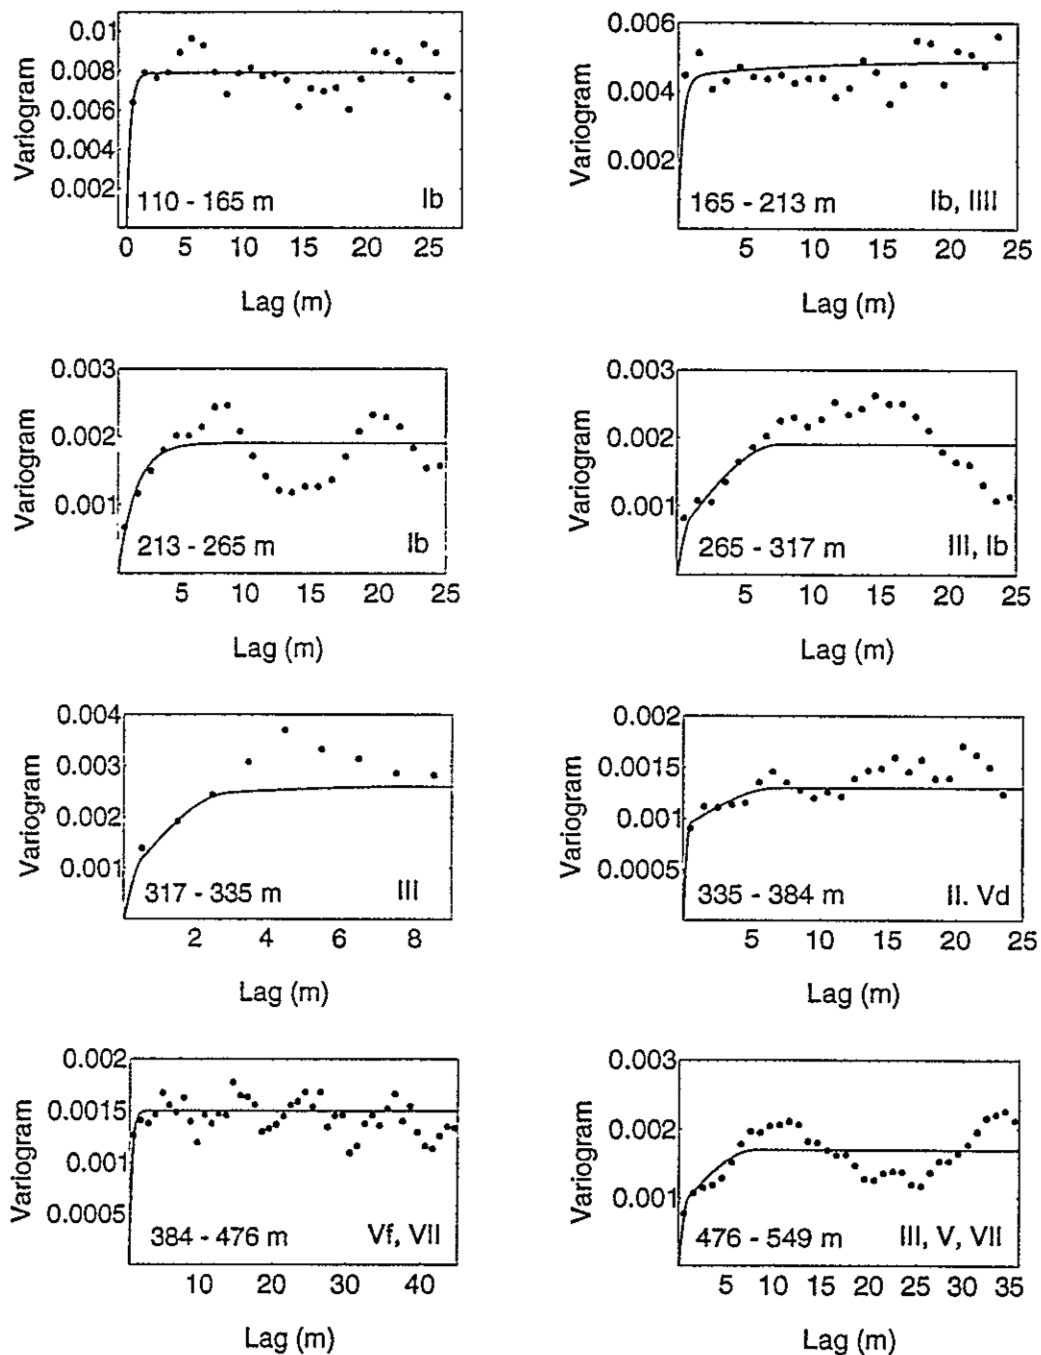 Variogram
0.01
0.008
0.006
0.004
0.002
110 - 165 m Ib
0 5 10 15 20 25
Lag (m)
Variogram
0.006
0.004
0.002
165 - 213 m Ib, IIII
5 10 15 20 25
Lag (m)
Variogram
0.003
0.002
0.001
213 - 265 m Ib
5 10 15 20 25
Lag (m)
Variogram
0.003
0.002
0.001
265 - 317 m III, Ib
5 10 15 20 25
Lag (m)
Variogram
0.004
0.003
0.002
0.001
317 - 335 m III
2 4 6 8
Lag (m)
Variogram
0.002
0.0015
0.001
0.0005
335 - 384 m II. Vd
5 10 15 20 25
Lag (m)
Variogram
0.002
0.0015
0.001
0.0005
384 - 476 m Vf, VII
10 20 30 40
Lag (m)
Variogram
0.003
0.002
0.001
476 - 549 m III, V, VII
5 10 15 20 25 30 35
Lag (m)